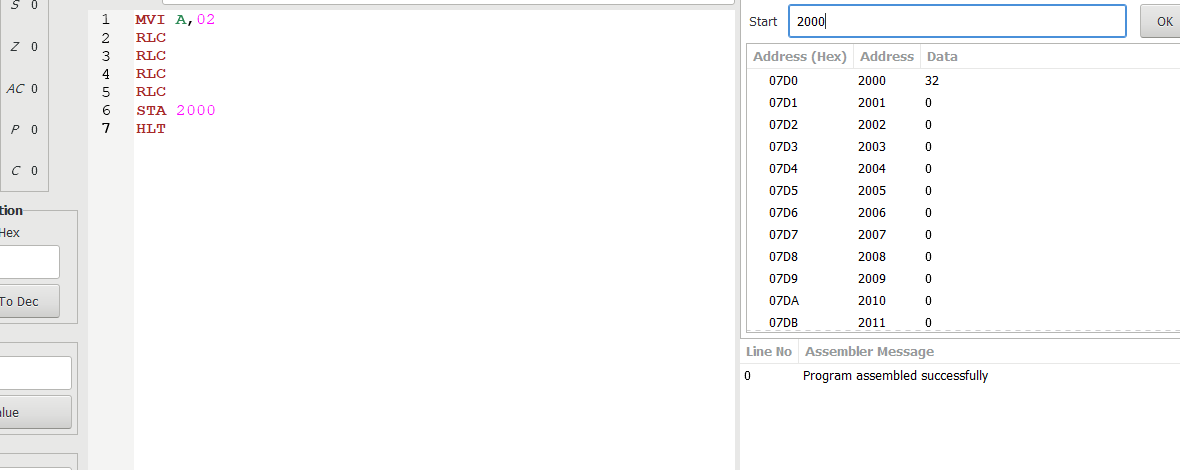 S 0
Z 0
AC 0
P 0
C 0
tion
Hex
To Dec
alue
1 MVI A,02
2 RLC
3 RLC
4 RLC
5 RLC
6 STA 2000
7 HLT
Start 2000 OK
Address (Hex) Address Data
07D0 2000 32
07D1 2001 0
07D2 2002 0
07D3 2003 0
07D4 2004 0
07D5 2005 0
07D6 2006 0
07D7 2007 0
07D8 2008 0
07D9 2009 0
07DA 2010 0
07DB 2011 0
Line No Assembler Message
0 Program assembled successfully